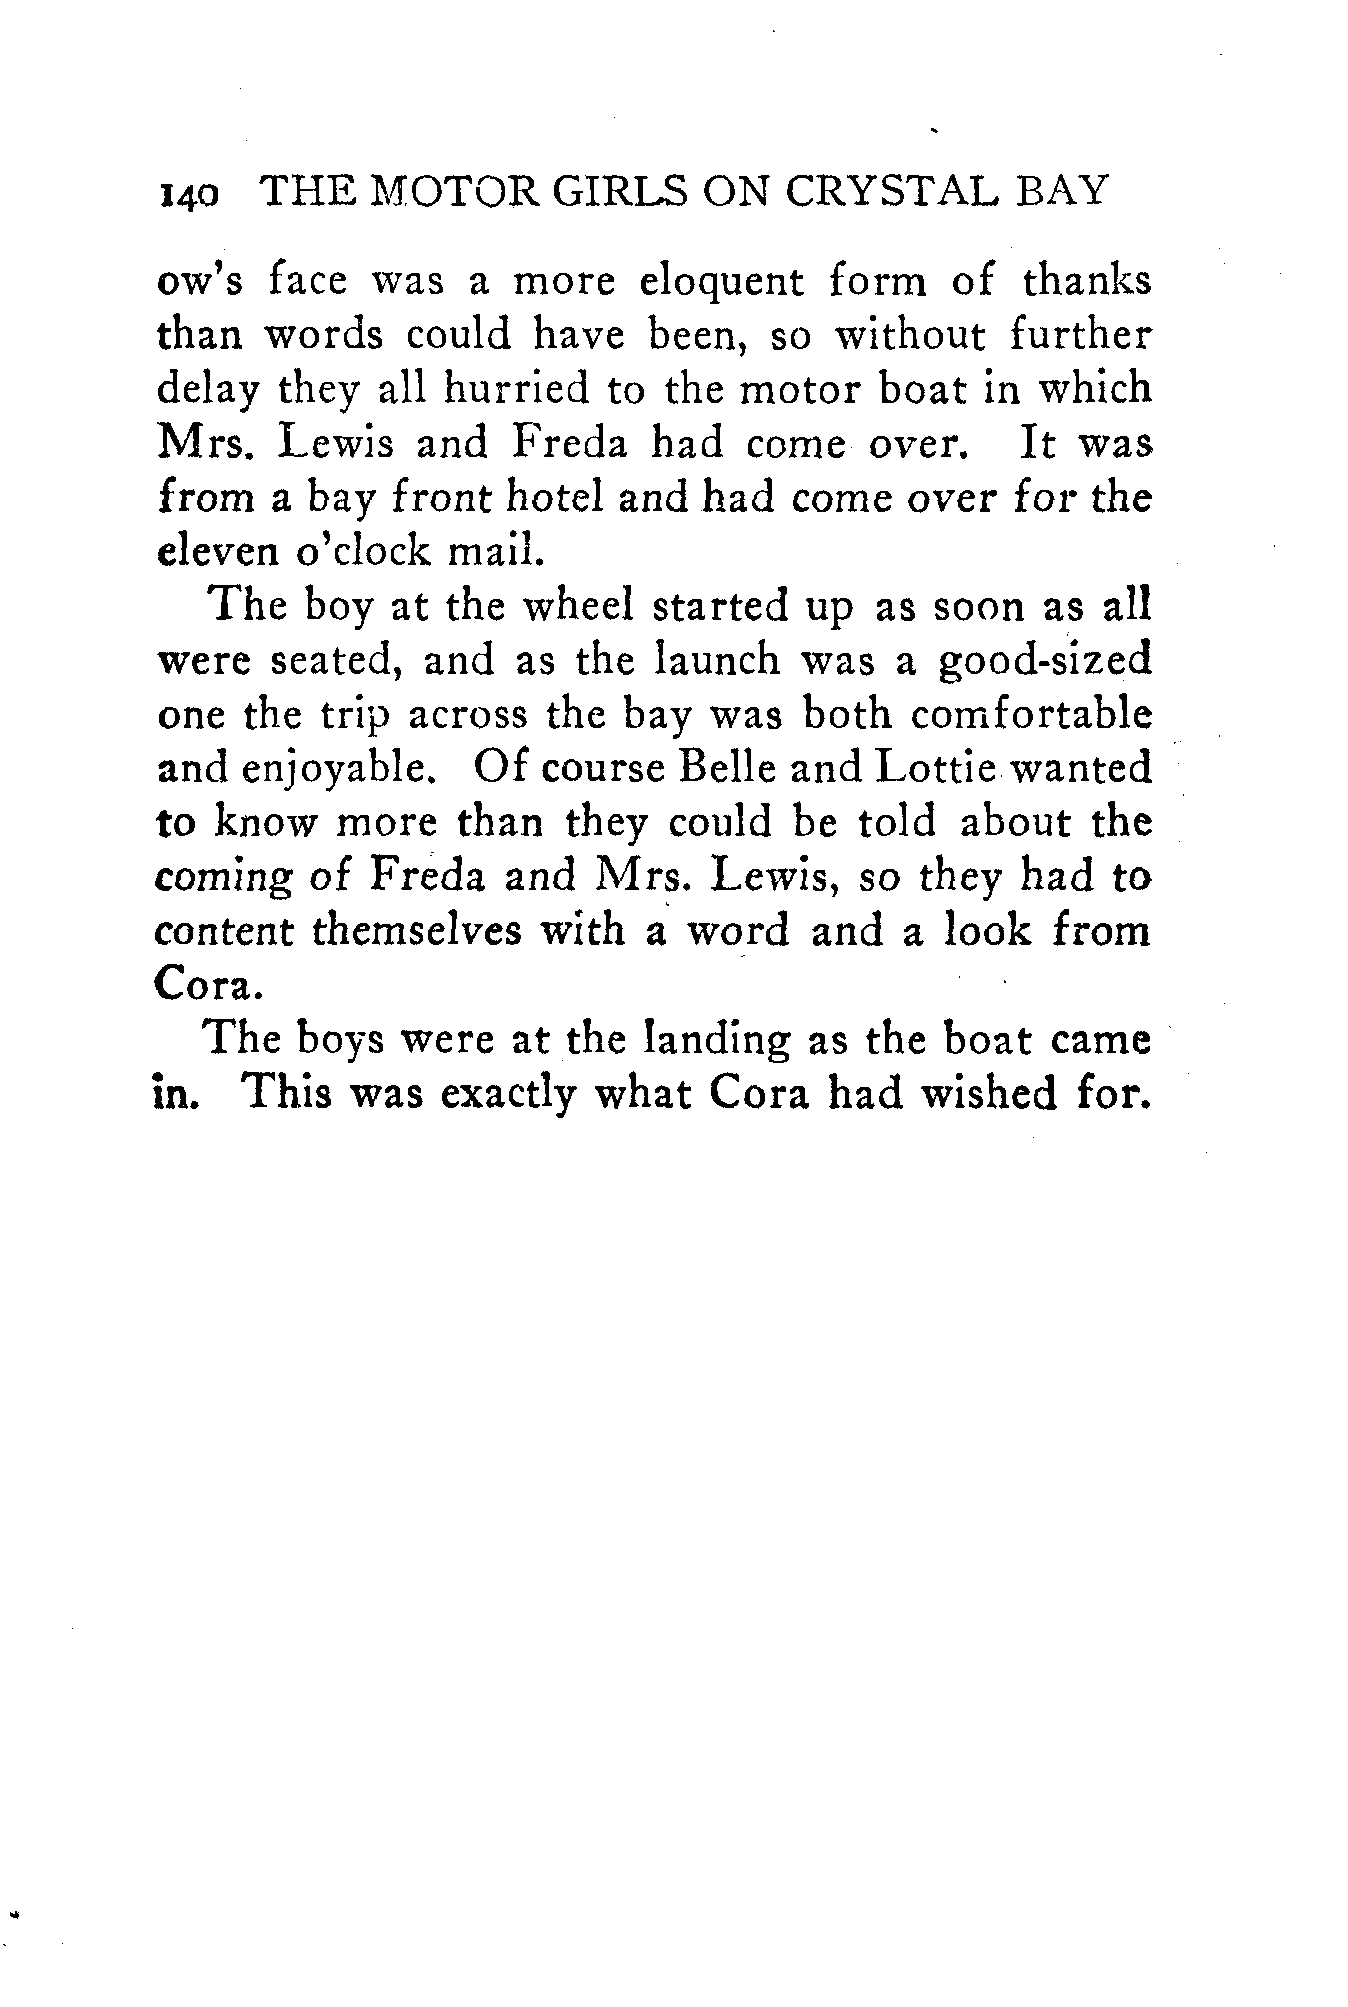 140 THE MOTOR GIRLS ON CRYSTAL BAY
ow's face was a more eloquent form of thanks
than words could have been, so without further
delay they all hurried to the motor boat in which
Mrs. Lewis and Freda had come over. It was
from a bay front hotel and had come over for the
eleven o'clock mail.
The boy at the wheel started up as soon as all
were seated, and as the launch was a good-sized
one the trip across the bay was both comfortable
and enjoyable. Of course Belle and Lottie wanted
to know more than they could be told about the
coming of Freda and Mrs. Lewis, so they had to
content themselves with a word and a look from
Cora.
The boys were at the landing as the boat came
in. This was exactly what Cora had wished for.